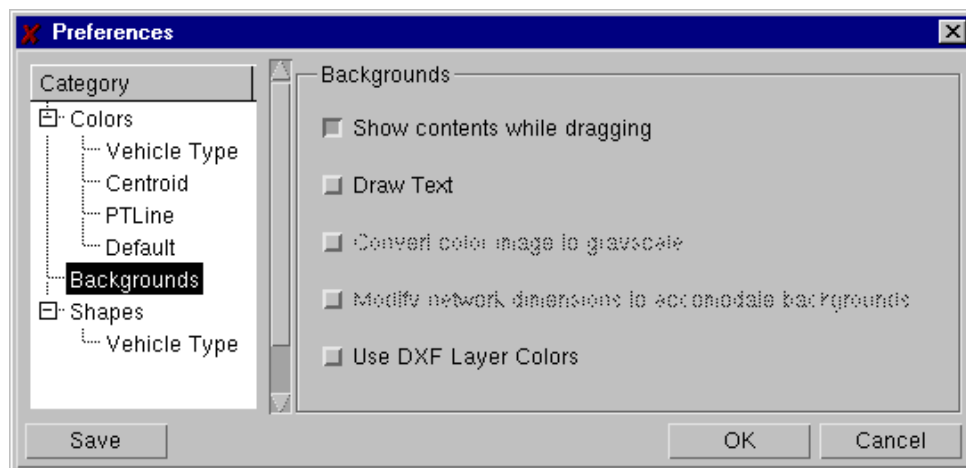 Preferences
Category
Colors
Vehicle Type
Centroid
PTLine
Default
Backgrounds
Shapes
Vehicle Type
Backgrounds
Show contents while dragging
Draw Text
Convert color image to grayscale
Modify network dimensions to accomodate backgrounds
Use DXF Layer Colors
Save
OK
Cancel